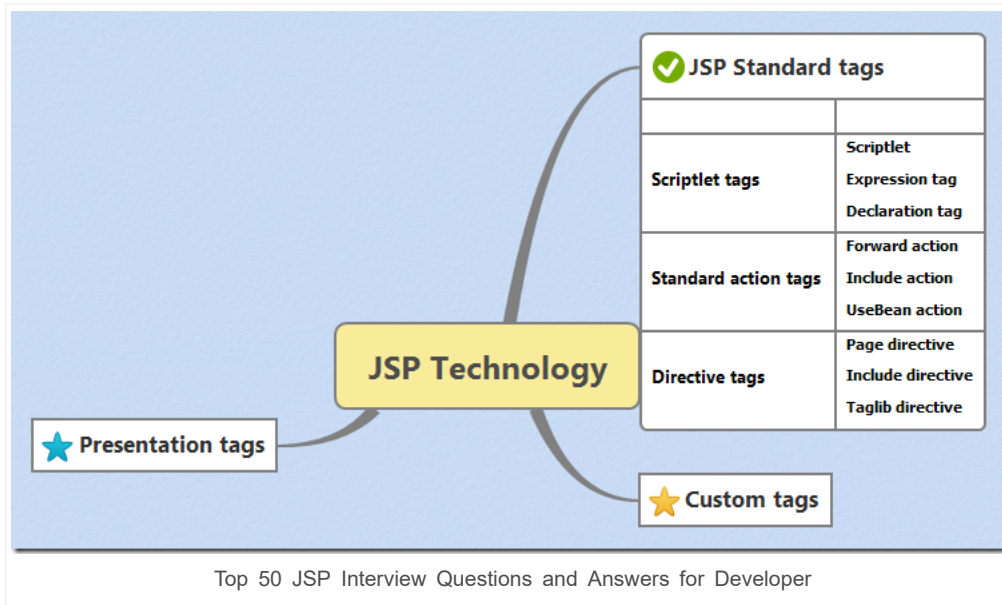 JSP Standard tags
Scriptlet tags
Scriptlet
Expression tag
Declaration tag
Standard action tags
Forward action
Include action
UseBean action
Directive tags
Page directive
Include directive
Taglib directive
JSP Technology
Presentation tags
Custom tags
Top 50 JSP Interview Questions and Answers for Developer